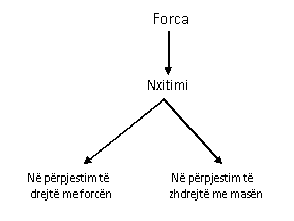 Forca
Nxitimi
Në përpjestim të
drejtë me forcën
Në përpjestim të
zhdrejtë me masën